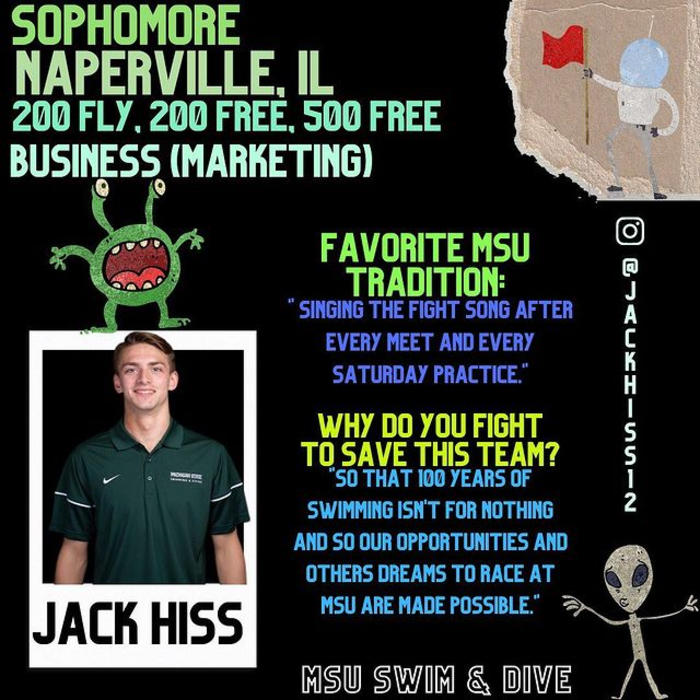 SOPHOMORE
NAPERVILLE, IL
200 FLY, 200 FREE, 500 FREE
BUSINESS (MARKETING)
FAVORITE MSU
TRADITION:
" SINGING THE FIGHT SONG AFTER
EVERY MEET AND EVERY
SATURDAY PRACTICE."
WHY DO YOU FIGHT
TO SAVE THIS TEAM?
"SO THAT 100 YEARS OF
SWIMMING ISN'T FOR NOTHING
AND SO OUR OPPORTUNITIES AND
OTHERS DREAMS TO RACE AT
MSU ARE MADE POSSIBLE."
@JACKHISS12
MICHIGAN STATE
SWIMMING & DIVING
JACK HISS
MSU SWIM & DIVE